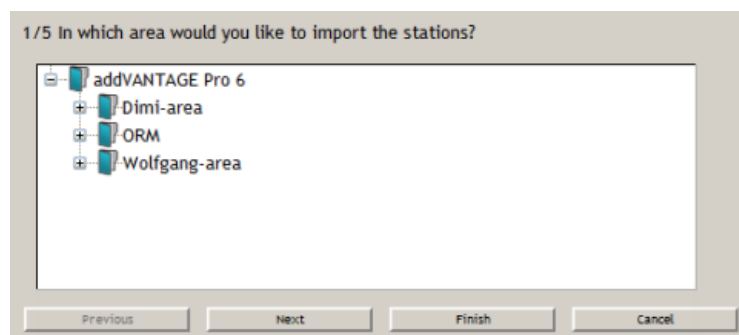 1/5 In which area would you like to import the stations?
addVANTAGE Pro 6
Dimi-area
ORM
Wolfgang-area
Previous Next Finish Cancel